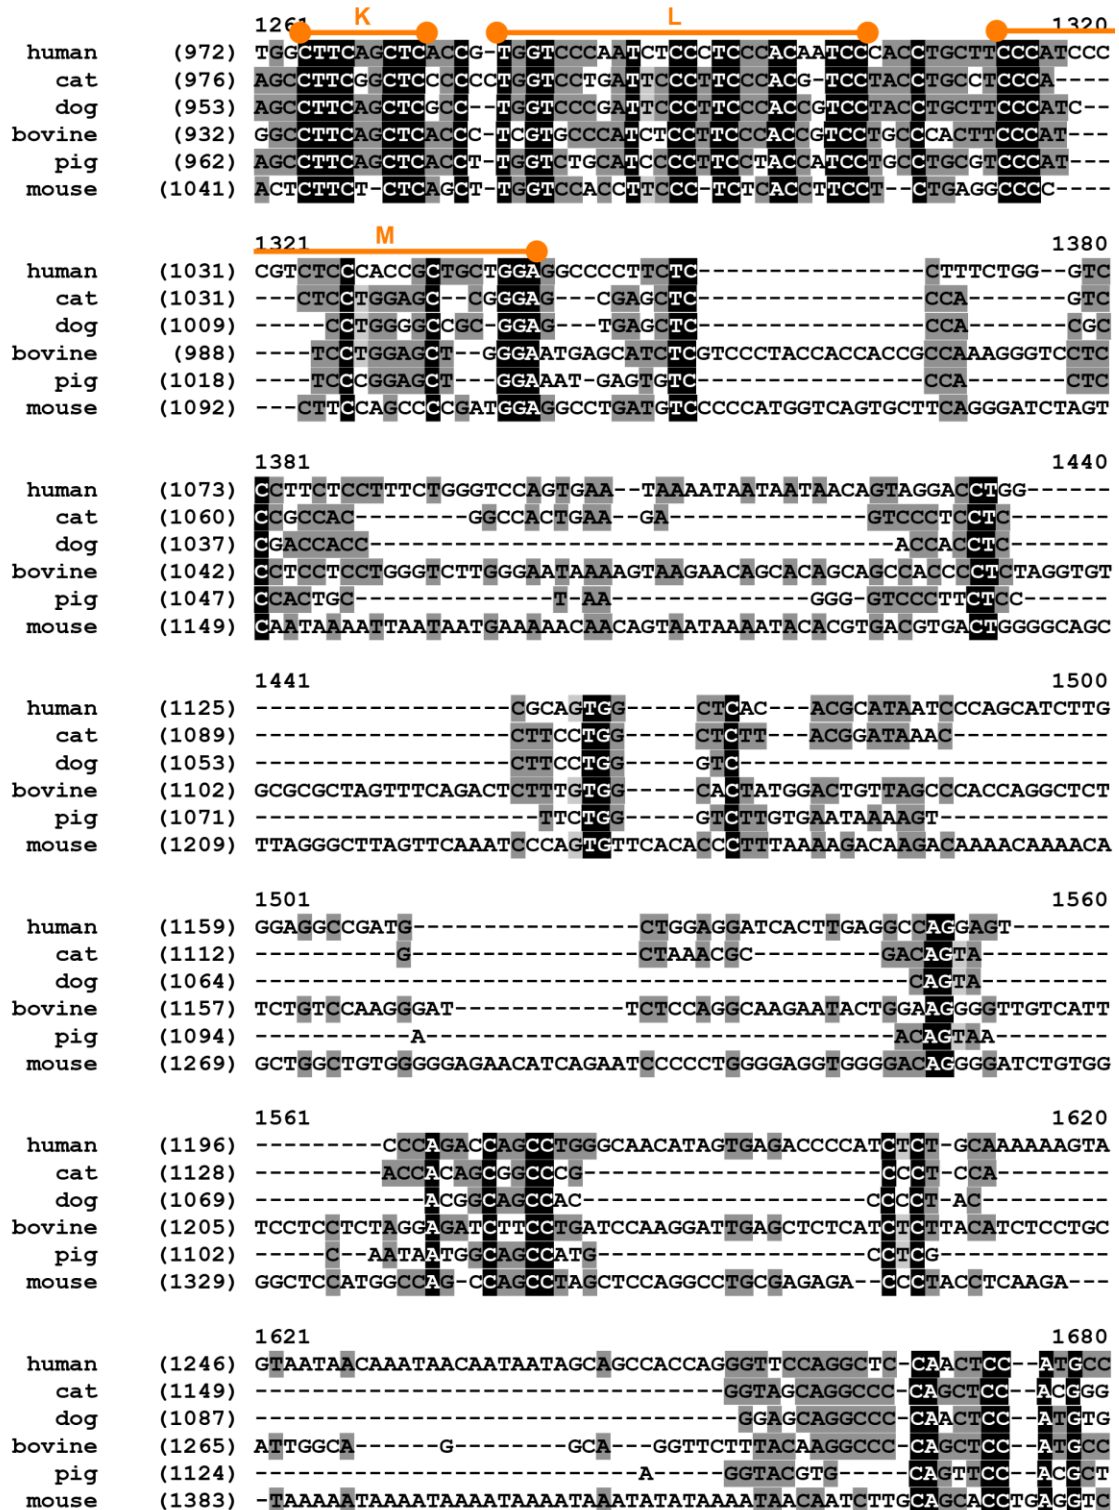 K L
1261 1320
human (972) TGGCTTCAGCTCACCG-TGGTCCCAATCTCCCTCCCACAATCCCACCTGCTTCCCATCCC
cat (976) AGCCTTCGGCTCCCCCCTGGTCCTGATTCCCTTCCCACG-TCCTACCTGCCTCCCA----
dog (953) AGCCTTCAGCTCGCC--TGGTCCCGATTCCCTTCCCACCGTCCTACCTGCTTCCCATC--
bovine (932) GGCCTTCAGCTCACCC-TCGTGCCCATCTCCTTCCCACCGTCCTGCCCACTTCCCAT---
pig (962) AGCCTTCAGCTCACCT-TGGTCTGCATCCCCTTCCTACCATCCTGCCTGCGTCCCAT---
mouse (1041) ACTCTTCT-CTCAGCT-TGGTCCACCTTCCC-TCTCACCTTCCT--CTGAGGCCCC----
M
1321 1380
human (1031) CGTCTCCCACCGCTGCTGGAGGCCCCTTCTC----------------CTTTCTGG--GTC
cat (1031) ---CTCCTGGAGC--CGGGAG---CGAGCTC----------------CCA-------GTC
dog (1009) -----CCTGGGGCCGC-GGAG---TGAGCTC----------------CCA-------CGC
bovine (988) ----TCCTGGAGCT--GGGAATGAGCATCTCGTCCCTACCACCACCGCCAAAGGGTCCTC
pig (1018) ----TCCCGGAGCT--GGAAAT-GAGTGTC----------------CCA-------CTC
mouse (1092) ---CTTCCAGCCCCGATGGAGGCCTGATGTCCCCCATGGTCAGTGCTTCAGGGATCTAGT
1381 1440
human (1073) CCTTCTCCTTTCTGGGTCCAGTGAA--TAAAATAATAATAACAGTAGGACCTGG------
cat (1060) CCGCCAC--------GGCCACTGAA--GA--------------GTCCCTCCTC-------
dog (1037) CGACCACC-------------------------------------ACCACCTC-------
bovine (1042) CCTCCTCCTGGGTCTTGGGAATAAAAGTAAGAACAGCACAGCAGCCACCCCTCTAGGTGT
pig (1047) CCACTGC--------------T-AA--------------GGG-GTCCCTTCTCC------
mouse (1149) CAATAAAATTAATAATGAAAAACAACAGTAATAAAATACACGTGACGTGACTGGGGCAGC
1441 1500
human (1125) ------------------CGCAGTGG-----CTCAC---ACGCATAATCCCAGCATCTTG
cat (1089) ------------------CTTCCTGG-----CTCTT---ACGGATAAAC-----------
dog (1053) ------------------CTTCCTGG-----GTC--------------------------
bovine (1102) GCGCGCTAGTTTCAGACTCTTTGTGG-----CACTATGGACTGTTAGCCCACCAGGCTCT
pig (1071) --------------------TTCTGG-----GTCTTGTGAATAAAAGT------------
mouse (1209) TTAGGGCTTAGTTCAAATCCCAGTGTTCACACCCTTTAAAAGACAAGACAAAACAAAACA
1501 1560
human (1159) GGAGGCCGATG----------------CTGGAGGATCACTTGAGGCCAGGAGT-------
cat (1112) ----------G----------------CTAAACGC---------GACAGTA---------
dog (1064) ----------------------------------------------CAGTA---------
bovine (1157) TCTGTCCAAGGGAT------------TCTCCAGGCAAGAATACTGGAAGGGGTTGTCATT
pig (1094) -----------A---------------------------------ACAGTAA--------
mouse (1269) GCTGGCTGTGGGGGAGAACATCAGAATCCCCCTGGGGAGGTGGGGACAGGGGATCTGTGG
1561 1620
human (1196) ---------CCCAGACCAGCCTGGGCAACATAGTGAGACCCCATCTCT-GCAAAAAAGTA
cat (1128) ---------ACCACAGCGGCCCG---------------------CCCT-CCA--------
dog (1069) ------------ACGGCAGCCAC--------------------CCCCT-AC---------
bovine (1205) TCCTCCTCTAGGAGATCTTCCTGATCCAAGGATTGAGCTCTCATCTCTTACATCTCCTGC
pig (1102) -----C--AATAATGGCAGCCATG-------------------CCTCG------------
mouse (1329) GGCTCCATGGCCAG-CCAGCCTAGCTCCAGGCCTGCGAGAGA--CCCTACCTCAAGA---
1621 1680
human (1246) GTAATAACAAATAACAATAATAGCAGCCACCAGGGTTCCAGGCTC-CAACTCC--ATGCC
cat (1149) ---------------------------------GGTAGCAGGCCC-CAGCTCC--ACGGG
dog (1087) ----------------------------------GGAGCAGGCCC-CAACTCC--ATGTG
bovine (1265) ATTGGCA------G--------GCA---GGTTCTTTACAAGGCCC-CAGCTCC--ATGCC
pig (1124) ---------------------------A-----GGTACGTG-----CAGTTCC--ACGCT
mouse (1383) -TAAAAATAAAATAAAATAAAATAAATATATAAAATAACAATCTTGCAGCACCTGAGGTC